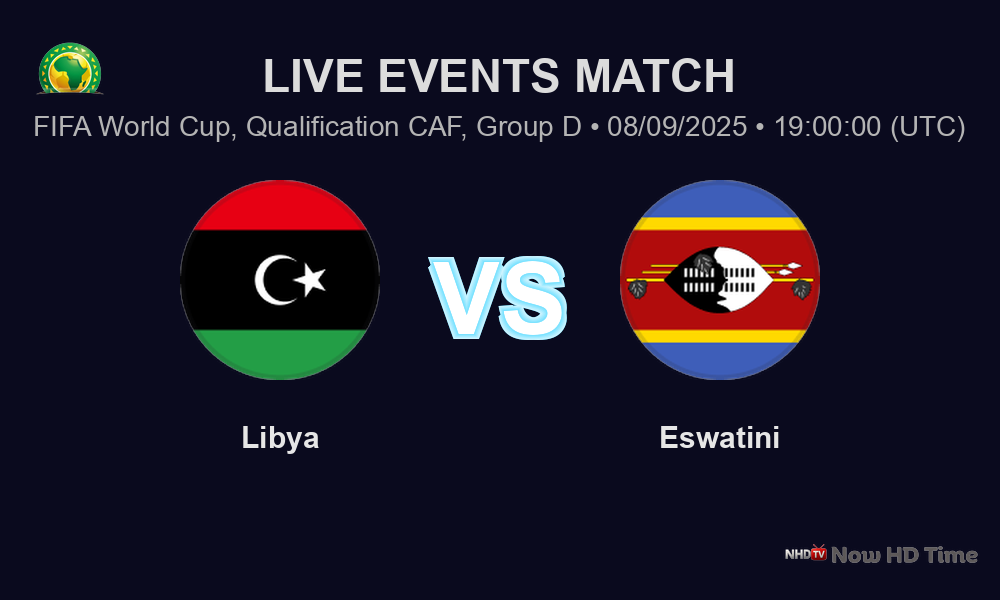 LIVE EVENTS MATCH
FIFA World Cup, Qualification CAF, Group D • 08/09/2025 • 19:00:00 (UTC)
VS
Libya
Eswatini
NHDTV Now HD Time